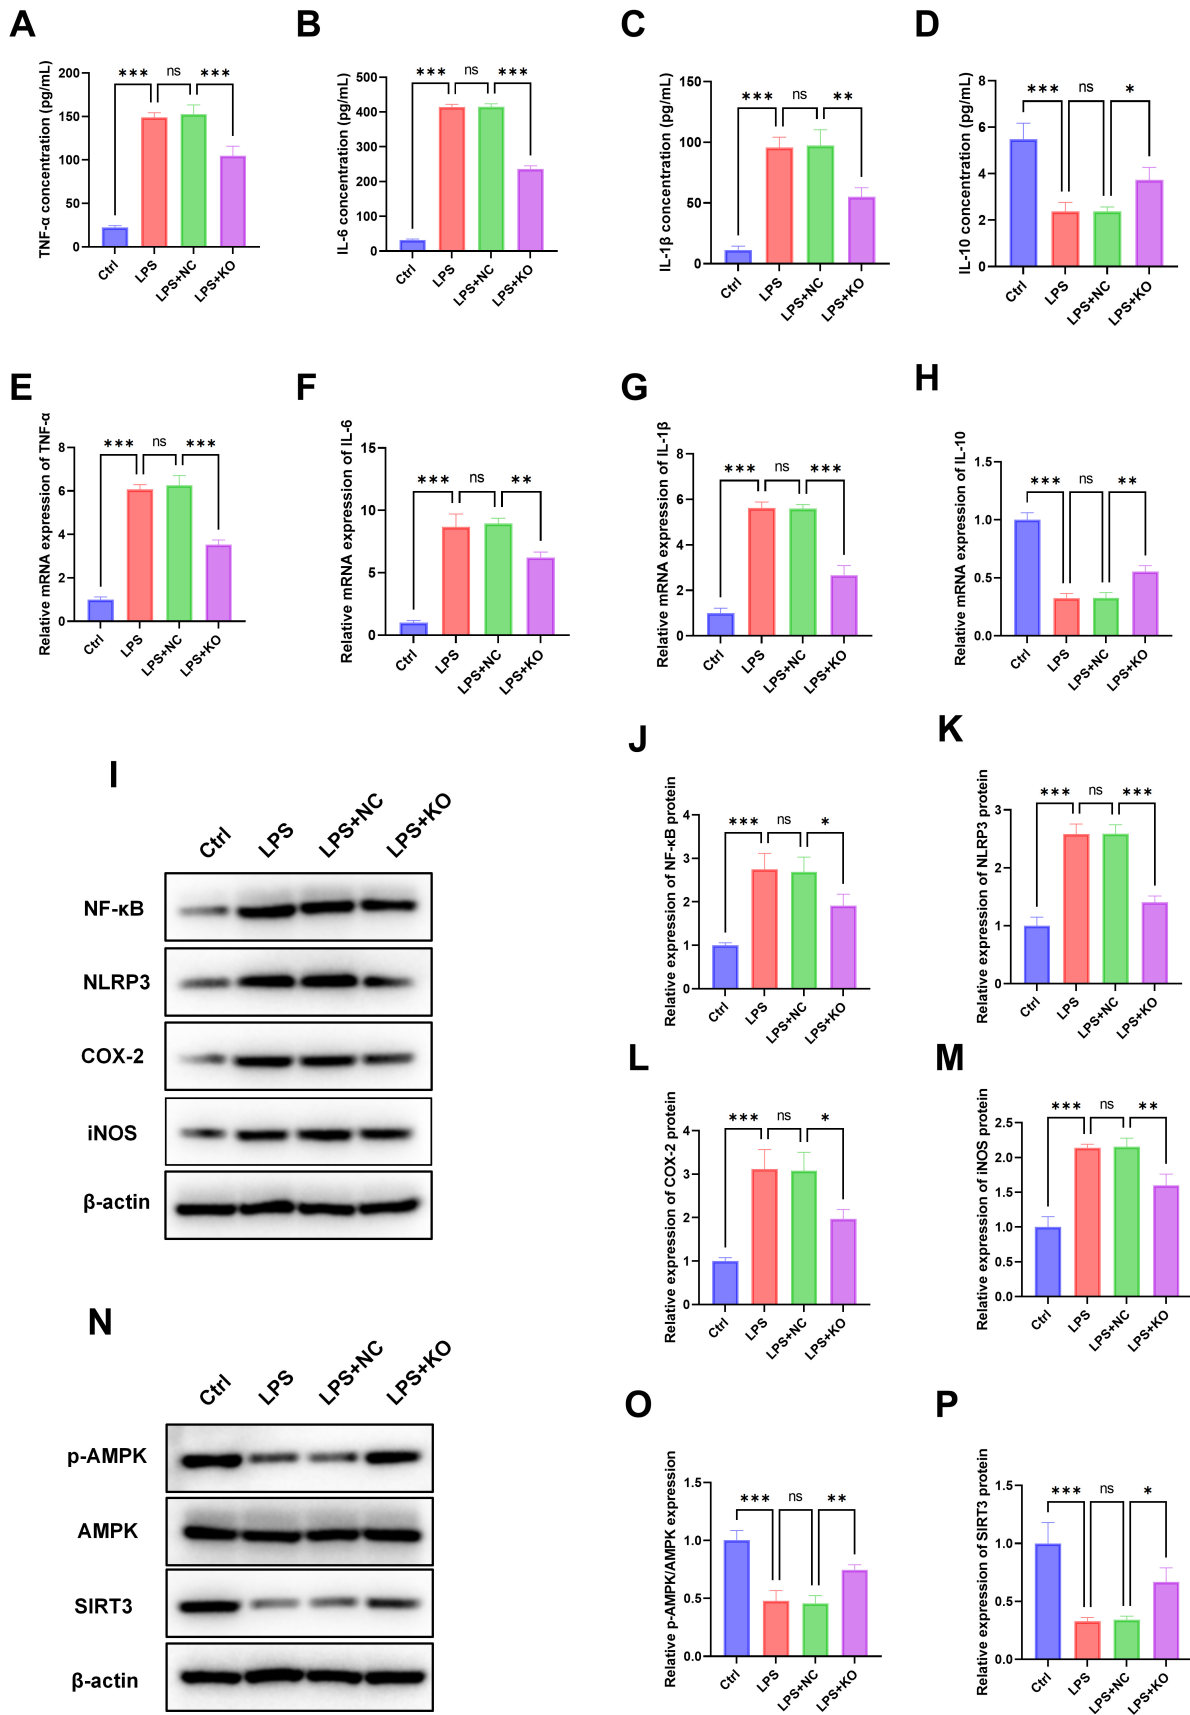 A
TNF-α concentration (pg/mL)
200
150
100
50
0
*** ns ***
Ctrl LPS LPS+NC LPS+KO
B
IL-6 concentration (pg/mL)
500
400
300
200
100
0
*** ns ***
Ctrl LPS LPS+NC LPS+KO
C
IL-1β concentration (pg/mL)
150
100
50
0
*** ns **
Ctrl LPS LPS+NC LPS+KO
D
IL-10 concentration (pg/mL)
8
6
4
2
0
*** ns *
Ctrl LPS LPS+NC LPS+KO
E
Relative mRNA expression of TNF-α
8
6
4
2
0
*** ns ***
Ctrl LPS LPS+NC LPS+KO
F
Relative mRNA expression of IL-6
15
10
5
0
*** ns **
Ctrl LPS LPS+NC LPS+KO
G
Relative mRNA expression of IL-1β
8
6
4
2
0
*** ns ***
Ctrl LPS LPS+NC LPS+KO
H
Relative mRNA expression of IL-10
1.5
1.0
0.5
0.0
*** ns **
Ctrl LPS LPS+NC LPS+KO
I
Ctrl LPS LPS+NC LPS+KO
NF-κB
NLRP3
COX-2
iNOS
β-actin
J
Relative expression of NF-κB protein
4
3
2
1
0
*** ns *
Ctrl LPS LPS+NC LPS+KO
K
Relative expression of NLRP3 protein
3
2
1
0
*** ns ***
Ctrl LPS LPS+NC LPS+KO
L
Relative expression of COX-2 protein
4
3
2
1
0
*** ns *
Ctrl LPS LPS+NC LPS+KO
M
Relative expression of iNOS protein
2.5
2.0
1.5
1.0
0.5
0.0
*** ns **
Ctrl LPS LPS+NC LPS+KO
N
Ctrl LPS LPS+NC LPS+KO
p-AMPK
AMPK
SIRT3
β-actin
O
Relative p-AMPK/AMPK expression
1.5
1.0
0.5
0.0
*** ns **
Ctrl LPS LPS+NC LPS+KO
P
Relative expression of SIRT3 protein
1.5
1.0
0.5
0.0
*** ns *
Ctrl LPS LPS+NC LPS+KO